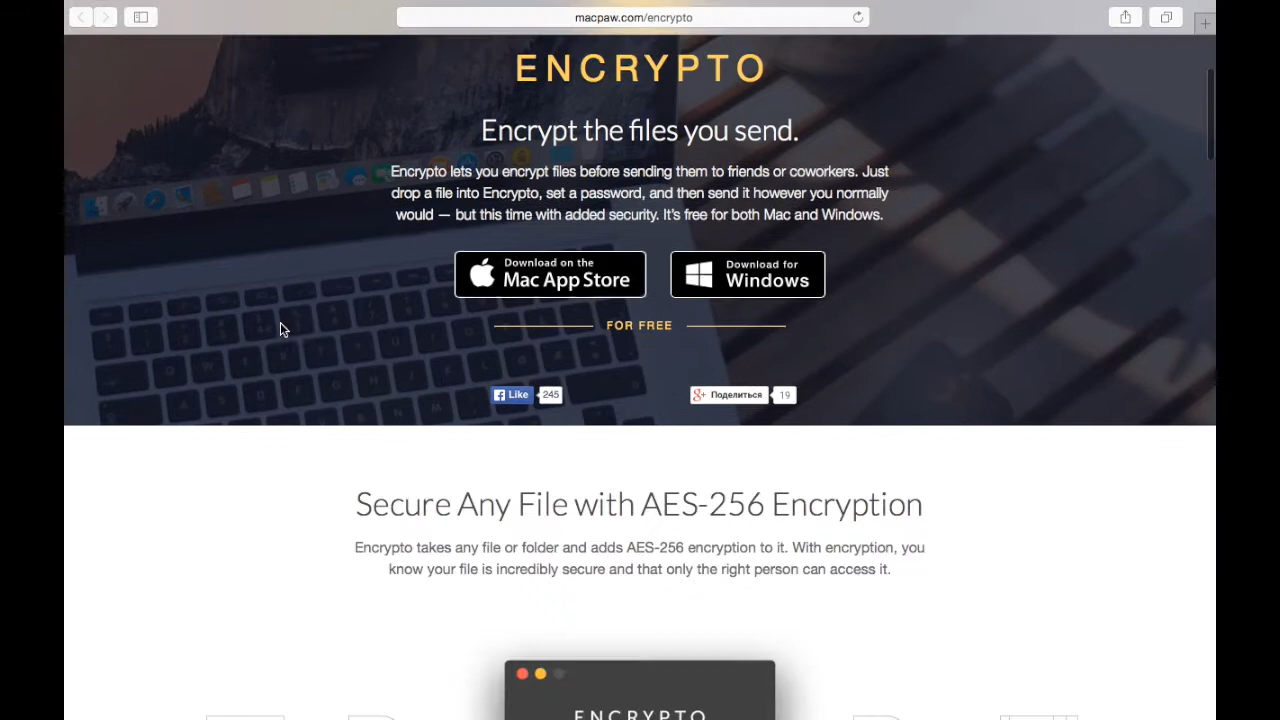 macpaw.com/encrypto
ENCRYPTO
Encrypt the files you send.
Encrypto lets you encrypt files before sending them to friends or coworkers. Just
drop a file into Encrypto, set a password, and then send it however you normally
would — but this time with added security. It's free for both Mac and Windows.
Download on the
Mac App Store
Download for
Windows
FOR FREE
Like 245
Поделиться 19
Secure Any File with AES-256 Encryption
Encrypto takes any file or folder and adds AES-256 encryption to it. With encryption, you
know your file is incredibly secure and that only the right person can access it.
ENCRYPTO